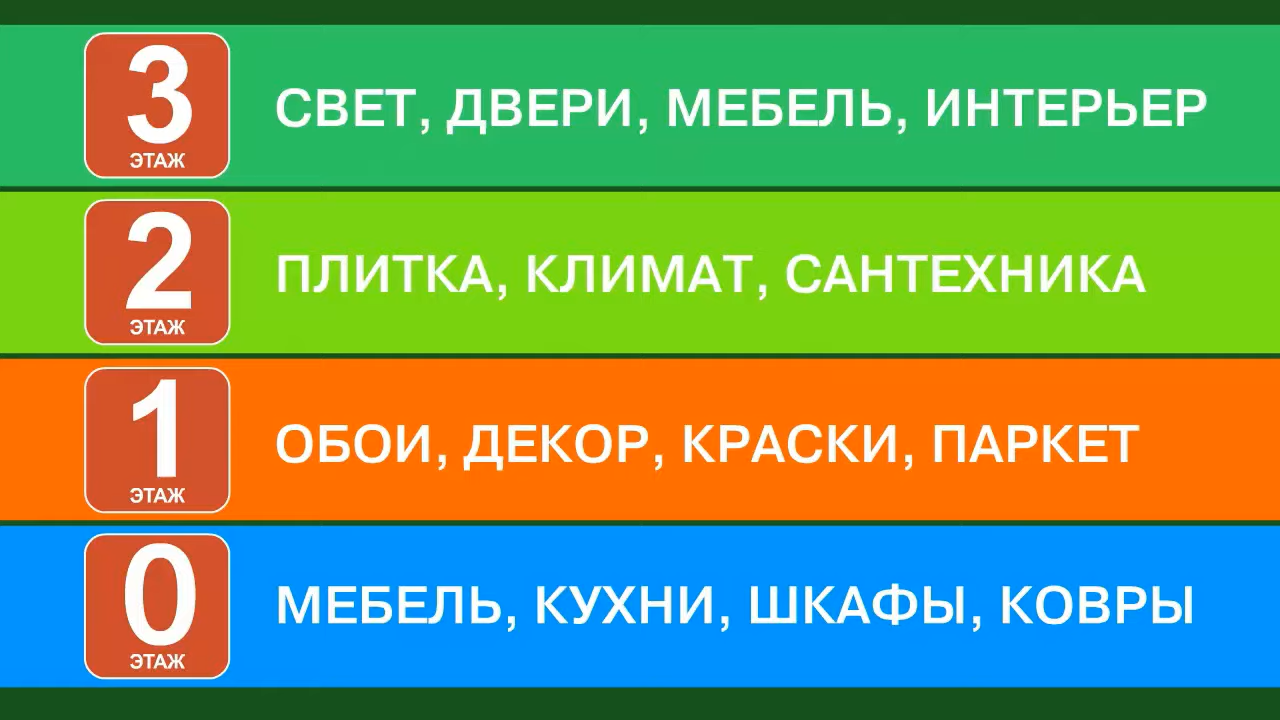 3
ЭТАЖ
СВЕТ, ДВЕРИ, МЕБЕЛЬ, ИНТЕРЬЕР
2
ЭТАЖ
ПЛИТКА, КЛИМАТ, САНТЕХНИКА
1
ЭТАЖ
ОБОИ, ДЕКОР, КРАСКИ, ПАРКЕТ
0
ЭТАЖ
МЕБЕЛЬ, КУХНИ, ШКАФЫ, КОВРЫ